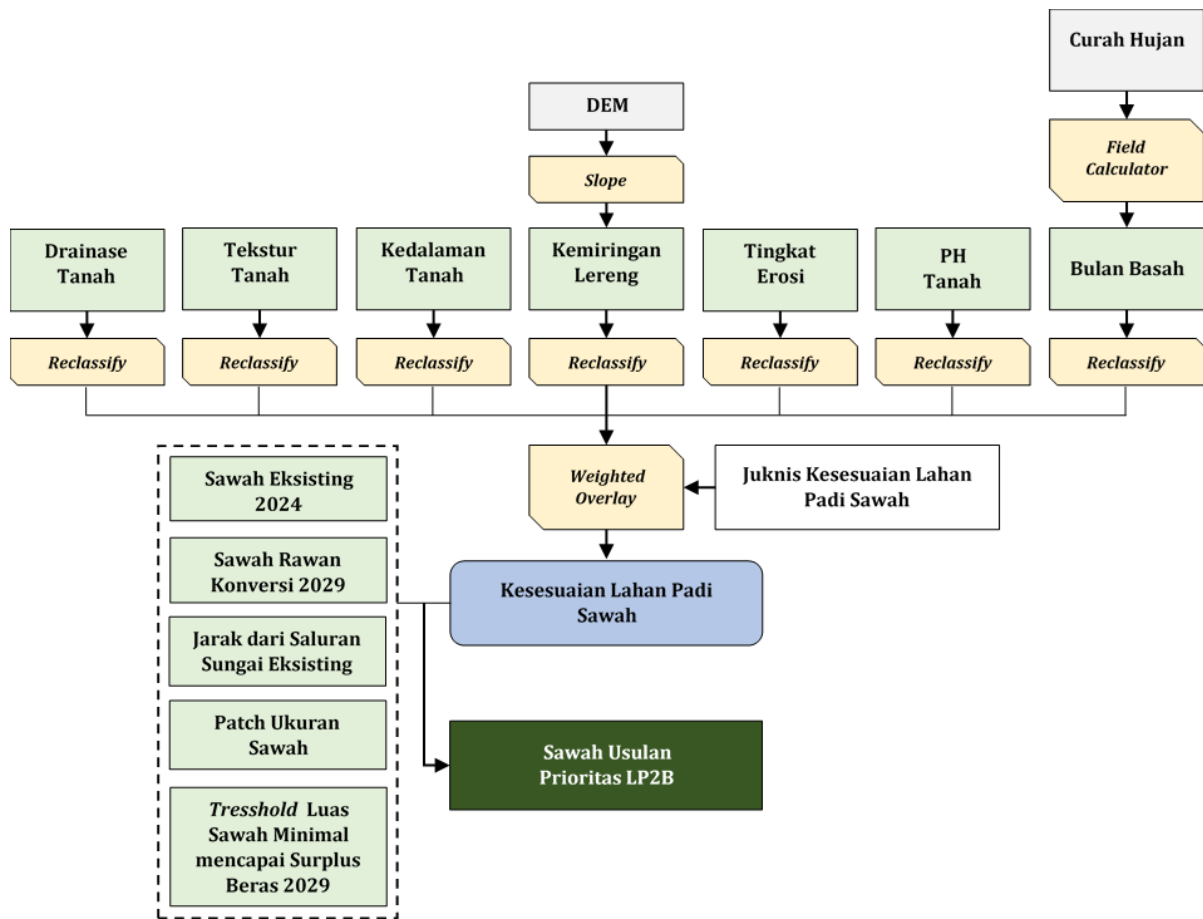 Curah Hujan
DEM
Field
Calculator
Slope
Drainase
Tanah
Tekstur
Tanah
Kedalaman
Tanah
Kemiringan
Lereng
Tingkat
Erosi
PH
Tanah
Bulan Basah
Reclassify
Reclassify
Reclassify
Reclassify
Reclassify
Reclassify
Reclassify
Sawah Eksisting
2024
Weighted
Overlay
Juknis Kesesuaian Lahan
Padi Sawah
Sawah Rawan
Konversi 2029
Kesesuaian Lahan Padi
Sawah
Jarak dari Saluran
Sungai Eksisting
Patch Ukuran
Sawah
Sawah Usulan
Prioritas LP2B
Tresshold Luas
Sawah Minimal
mencapai Surplus
Beras 2029